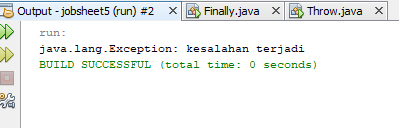 Output - jobsheet5 (run) #2
Finally.java
Throw.java
run:
java.lang.Exception: kesalahan terjadi
BUILD SUCCESSFUL (total time: 0 seconds)